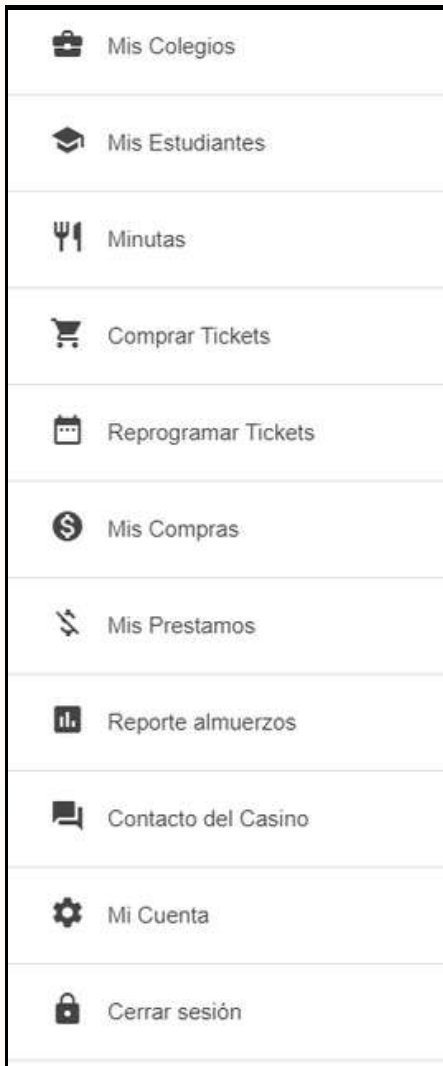 Mis Colegios
Mis Estudiantes
Minutas
Comprar Tickets
Reprogramar Tickets
Mis Compras
Mis Prestamos
Reporte almuerzos
Contacto del Casino
Mi Cuenta
Cerrar sesión